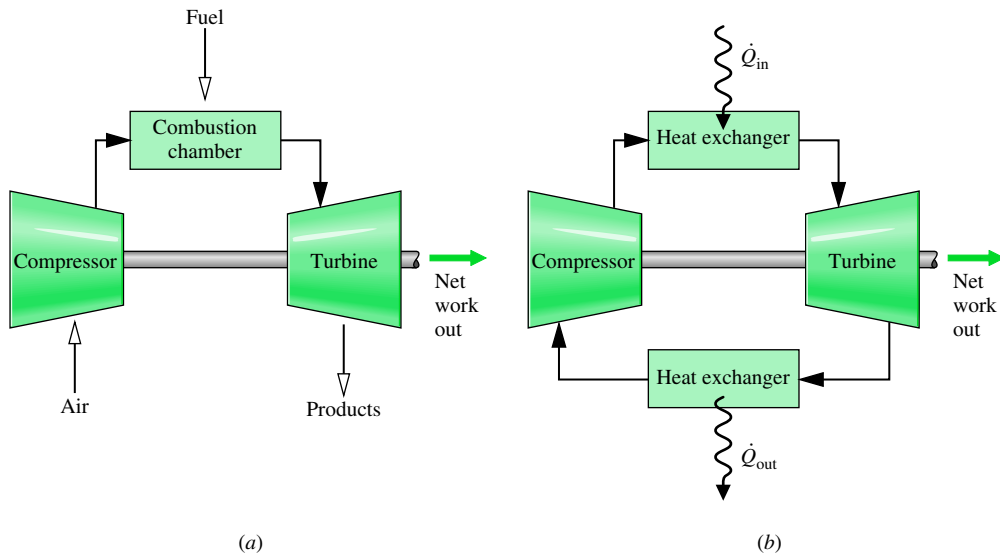 Fuel
Combustion
chamber
Compressor
Turbine
Net
work
out
Air
Products
(a)
Q̇in
Heat exchanger
Compressor
Turbine
Net
work
out
Heat exchanger
Q̇out
(b)